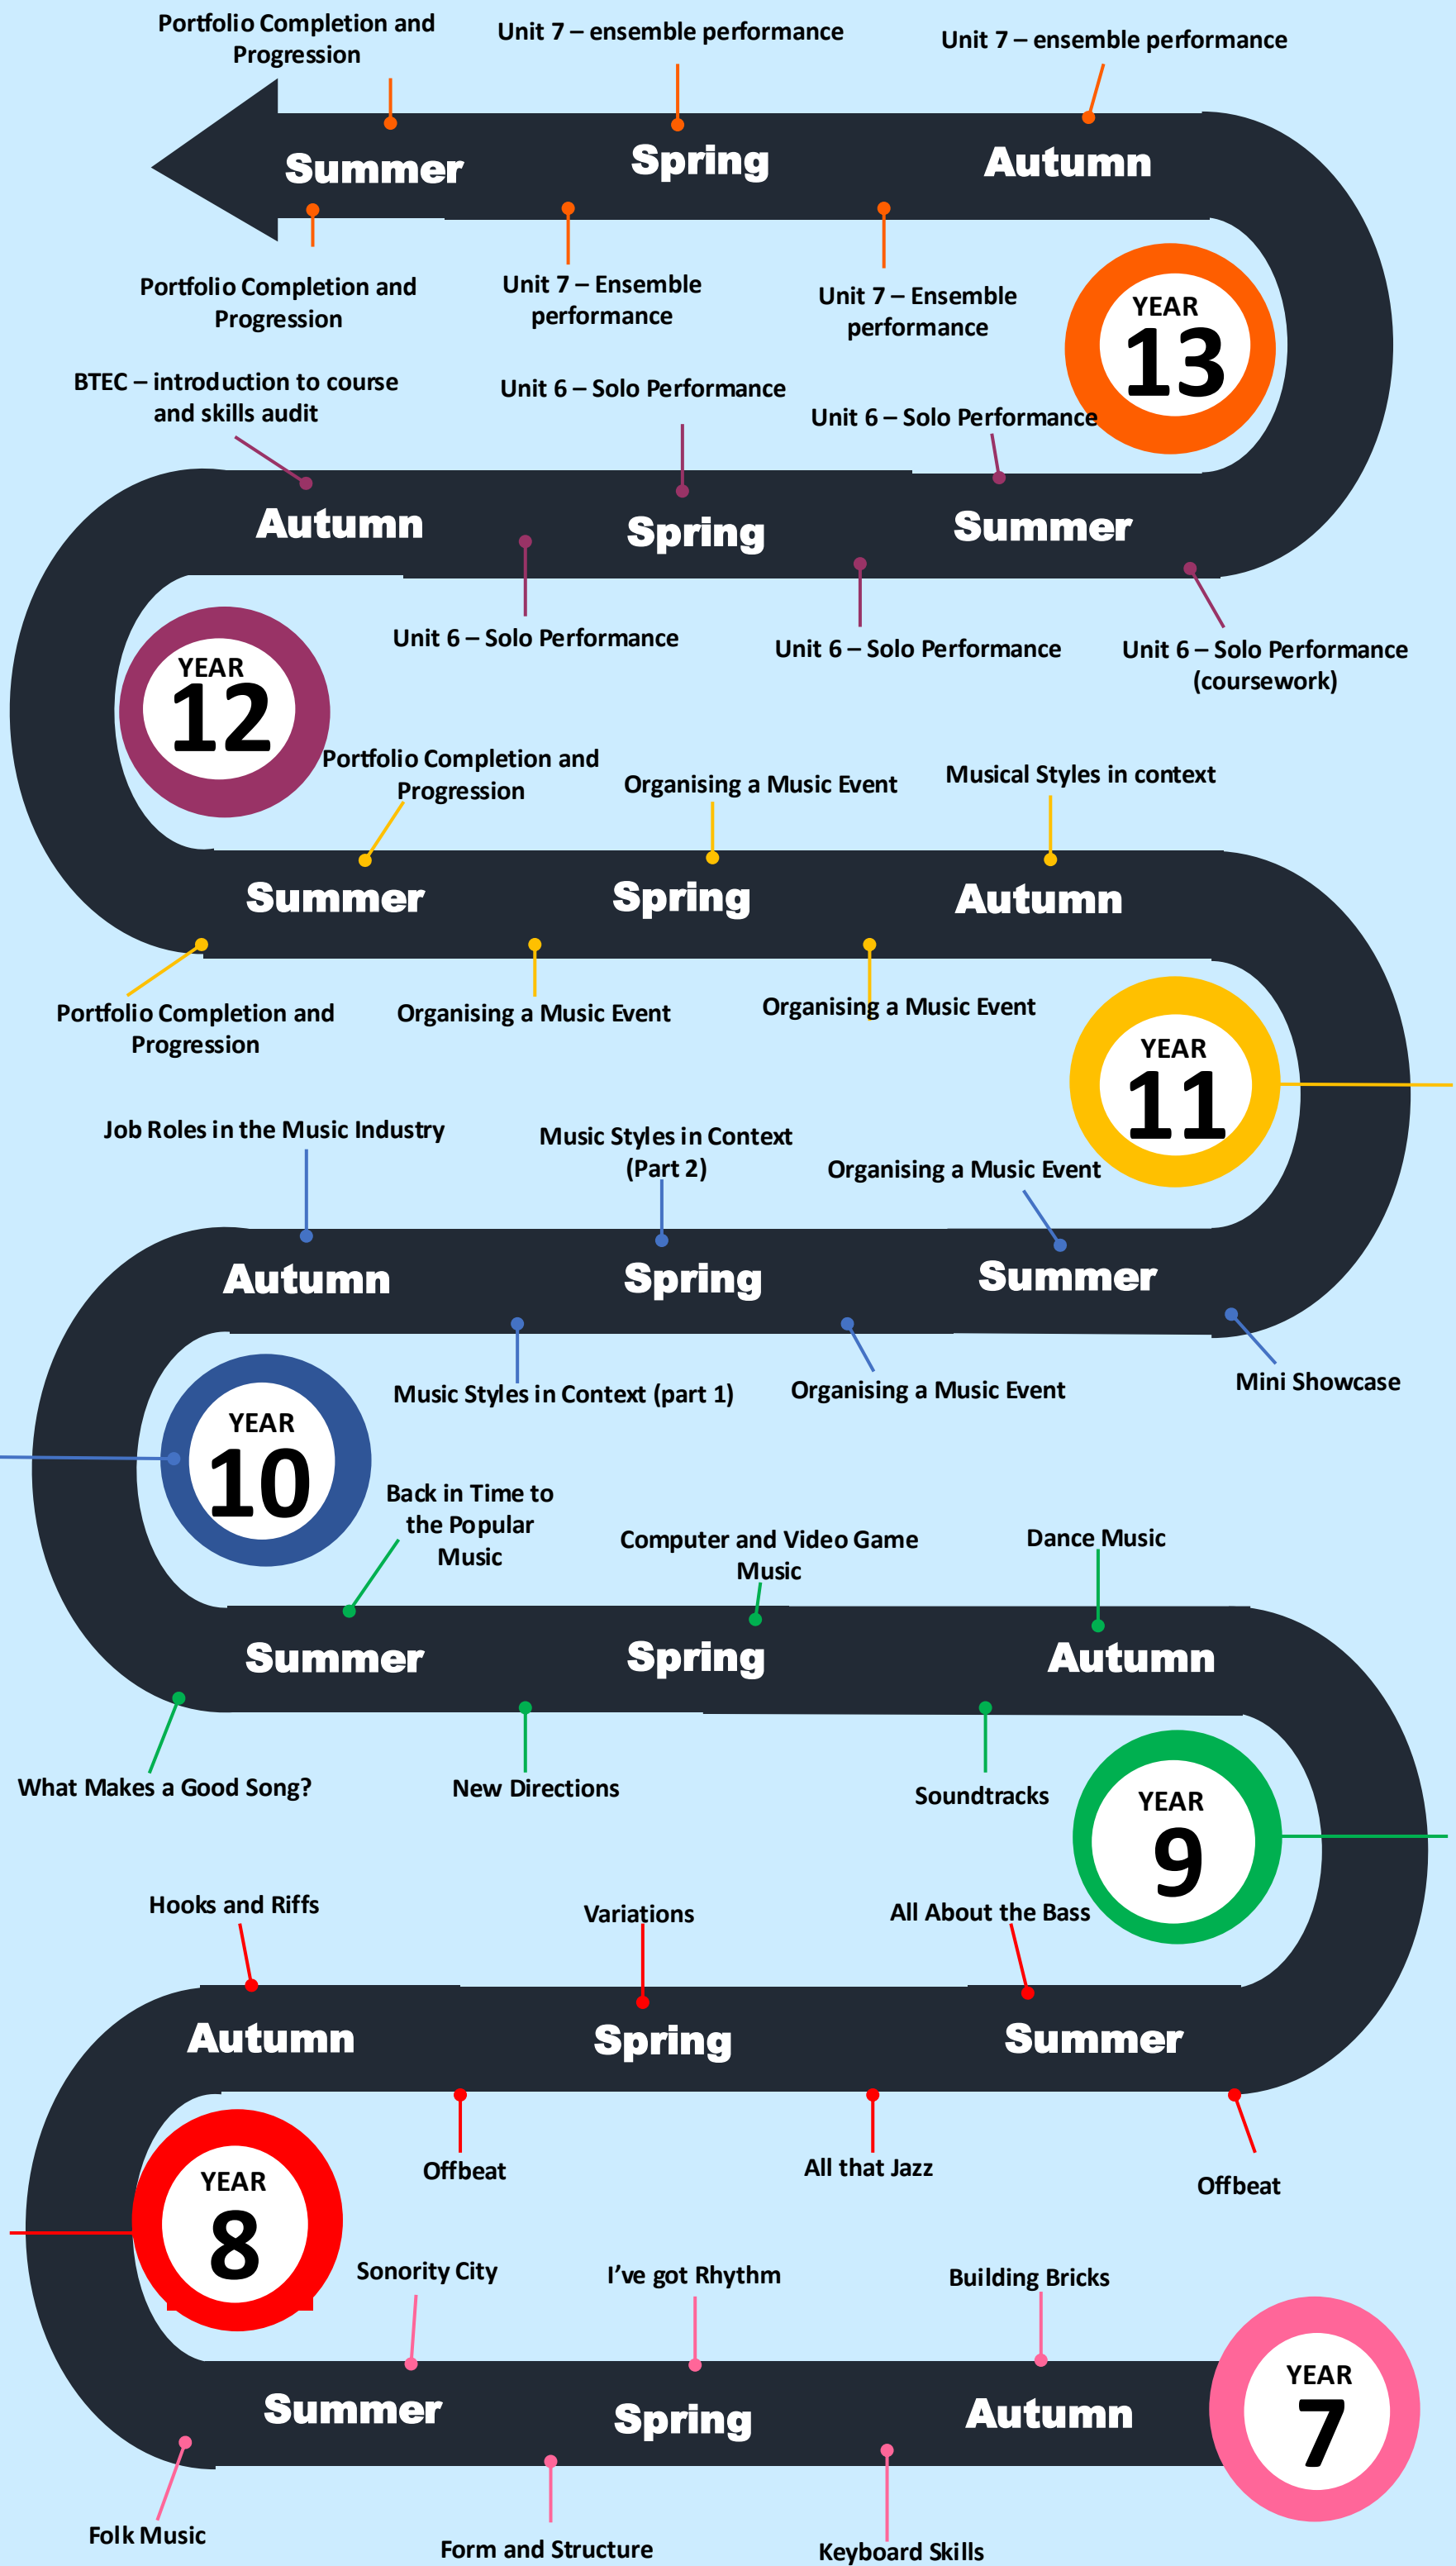 Portfolio Completion and
Progression
Unit 7 – ensemble performance
Unit 7 – ensemble performance
Summer
Spring
Autumn
Portfolio Completion and
Progression
Unit 7 – Ensemble
performance
Unit 7 – Ensemble
performance
YEAR
13
BTEC – introduction to course
and skills audit
Unit 6 – Solo Performance
Unit 6 – Solo Performance
Autumn
Spring
Summer
Unit 6 – Solo Performance
Unit 6 – Solo Performance
Unit 6 – Solo Performance
(coursework)
YEAR
12
Portfolio Completion and
Progression
Organising a Music Event
Musical Styles in context
Summer
Spring
Autumn
Portfolio Completion and
Progression
Organising a Music Event
Organising a Music Event
YEAR
11
Job Roles in the Music Industry
Music Styles in Context
(Part 2)
Organising a Music Event
Autumn
Spring
Summer
Music Styles in Context (part 1)
Organising a Music Event
Mini Showcase
YEAR
10
Back in Time to
the Popular
Music
Computer and Video Game
Music
Dance Music
Summer
Spring
Autumn
What Makes a Good Song?
New Directions
Soundtracks
YEAR
9
Hooks and Riffs
Variations
All About the Bass
Autumn
Spring
Summer
Offbeat
All that Jazz
Offbeat
YEAR
8
Sonority City
I’ve got Rhythm
Building Bricks
Summer
Spring
Autumn
YEAR
7
Folk Music
Form and Structure
Keyboard Skills